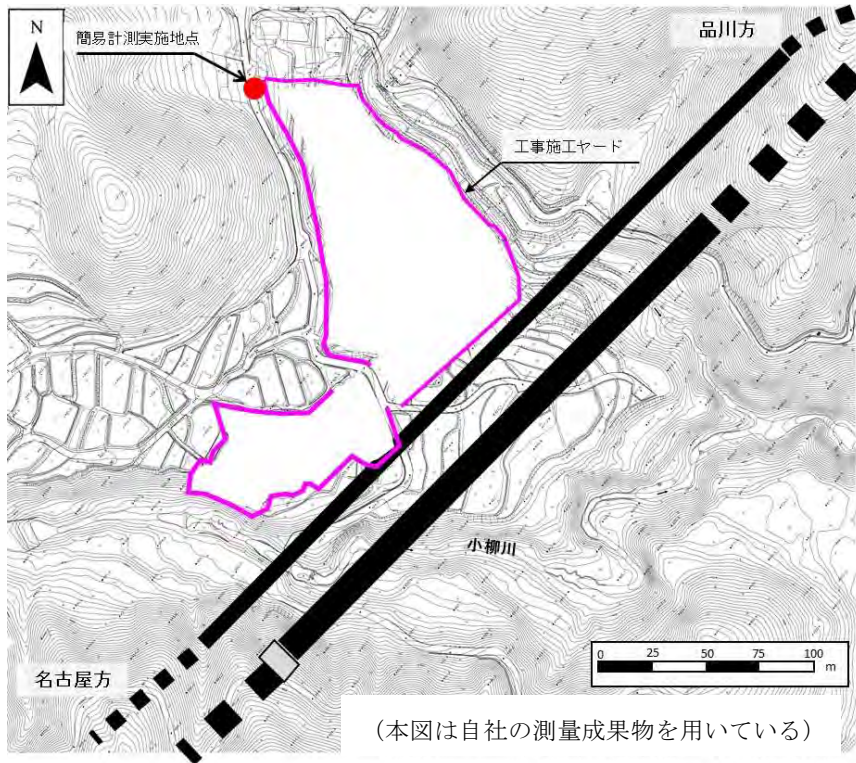 N
簡易計測実施地点
品川方
工事施工ヤード
小柳川
名古屋方
0 25 50 75 100
m
（本図は自社の測量成果物を用いている）